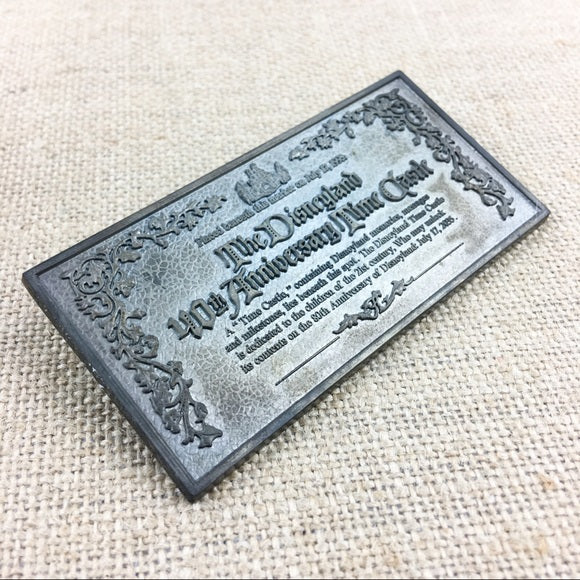 Placed beneath this marker on July 17, 1995
The Disneyland
40th Anniversary Time Castle
A "Time Castle," containing Disneyland memories, messages
and milestones, lies beneath this spot. The Disneyland Time Castle
is dedicated to the children of the 21st century, Who may unlock
its contents on the 80th Anniversary of Disneyland: July 17, 2035.